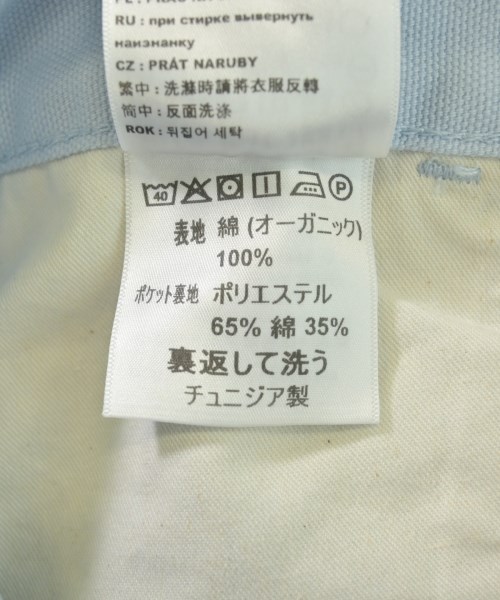 RU : при стирке вывернуть
наизнанку
CZ : PRÁT NARUBY
繁中 : 洗滌時請將衣服反轉
简中 : 反面洗涤
ROK : 뒤집어 세탁
40 P
表地 綿 (オーガニック)
100%
ポケット裏地 ポリエステル
65% 綿 35%
裏返して洗う
チュニジア製